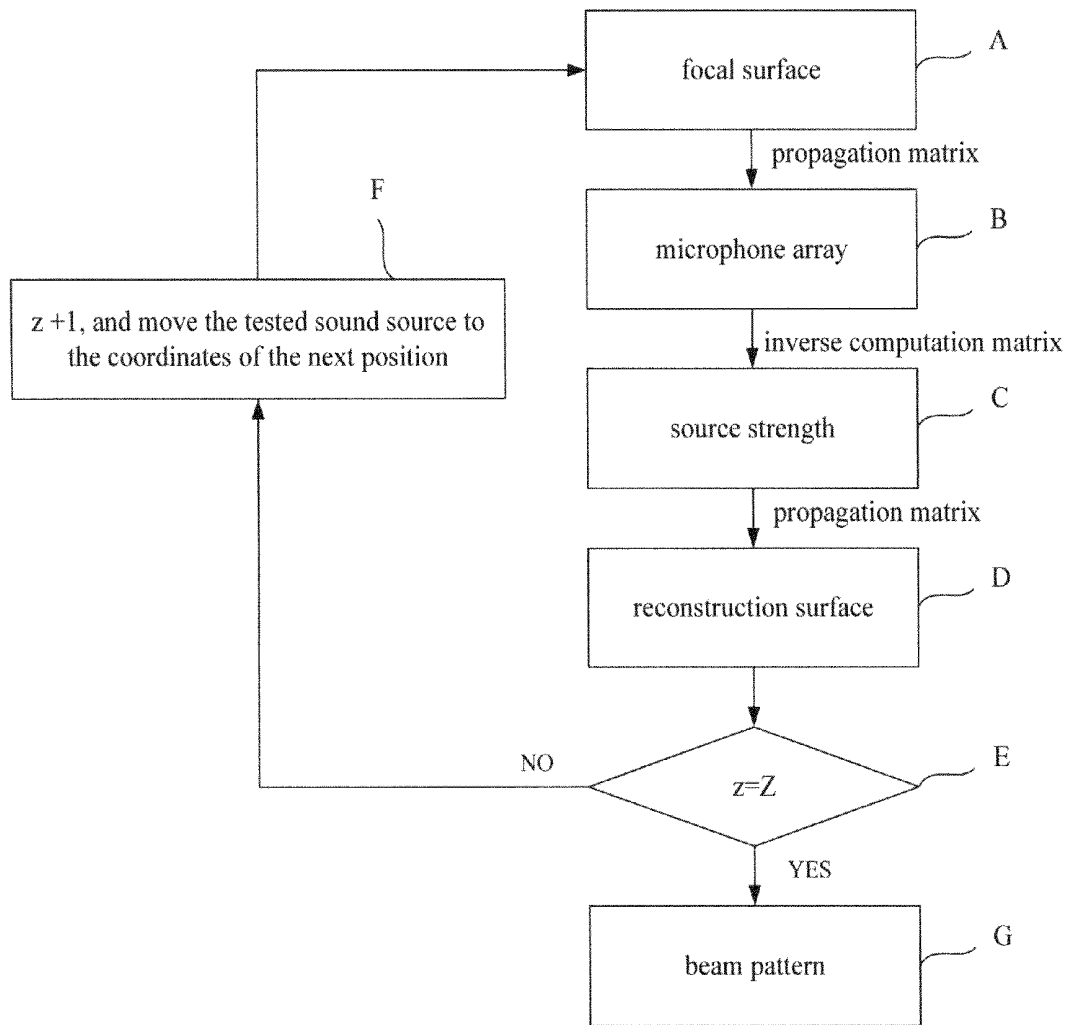 A
focal surface
propagation matrix
F
B
microphone array
z +1, and move the tested sound source to
the coordinates of the next position
inverse computation matrix
C
source strength
propagation matrix
D
reconstruction surface
NO
E
z=Z
YES
G
beam pattern